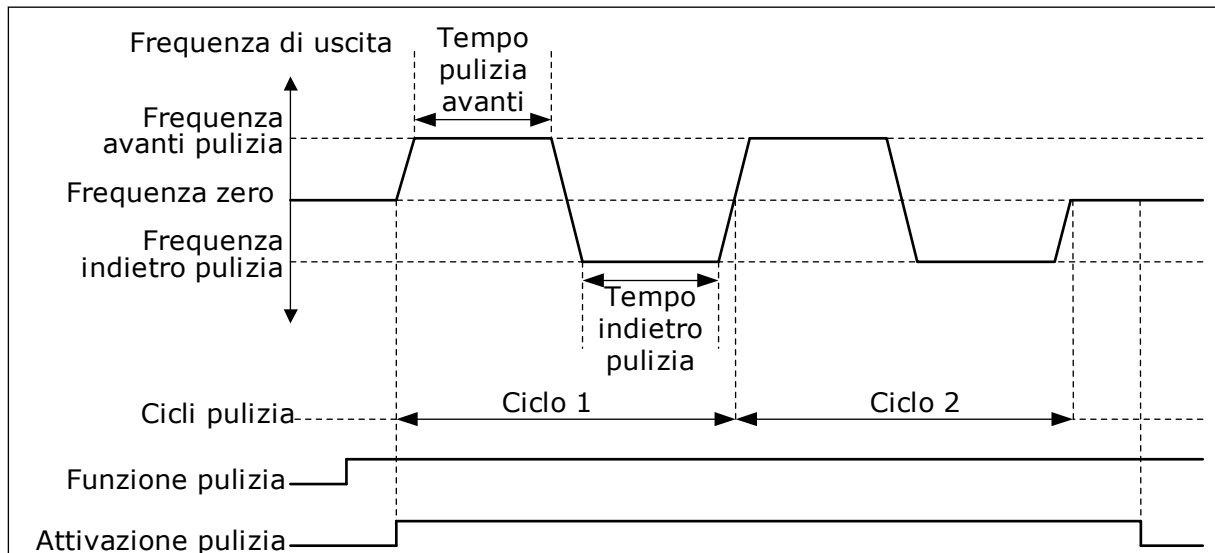 Frequenza di uscita
Tempo
pulizia
avanti
Frequenza
avanti pulizia
Frequenza zero
Frequenza
indietro pulizia
Tempo
indietro
pulizia
Cicli pulizia
Ciclo 1
Ciclo 2
Funzione pulizia
Attivazione pulizia